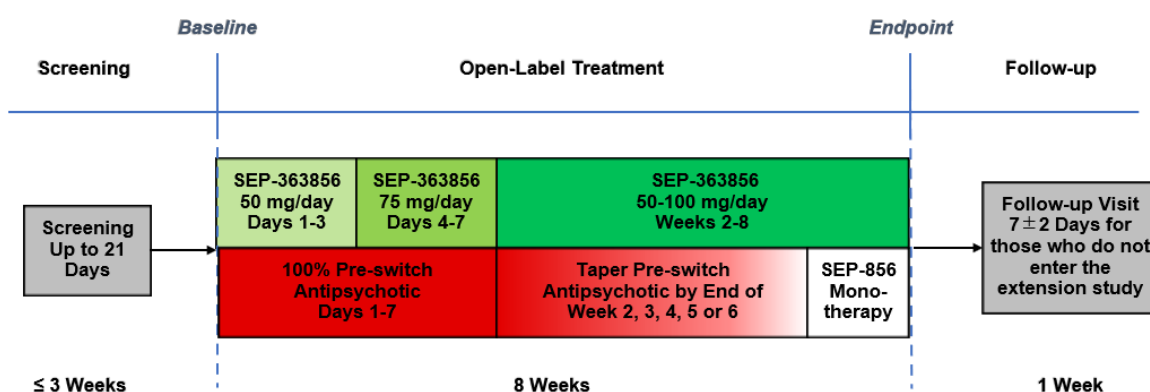 Baseline
Endpoint
Screening
Open-Label Treatment
Follow-up
SEP-363856
50 mg/day
Days 1-3
SEP-363856
75 mg/day
Days 4-7
SEP-363856
50-100 mg/day
Weeks 2-8
Screening
Up to 21
Days
100% Pre-switch
Antipsychotic
Days 1-7
Taper Pre-switch
Antipsychotic by End of
Week 2, 3, 4, 5 or 6
SEP-856
Mono-
therapy
Follow-up Visit
7±2 Days for
those who do not
enter the
extension study
≤ 3 Weeks
8 Weeks
1 Week